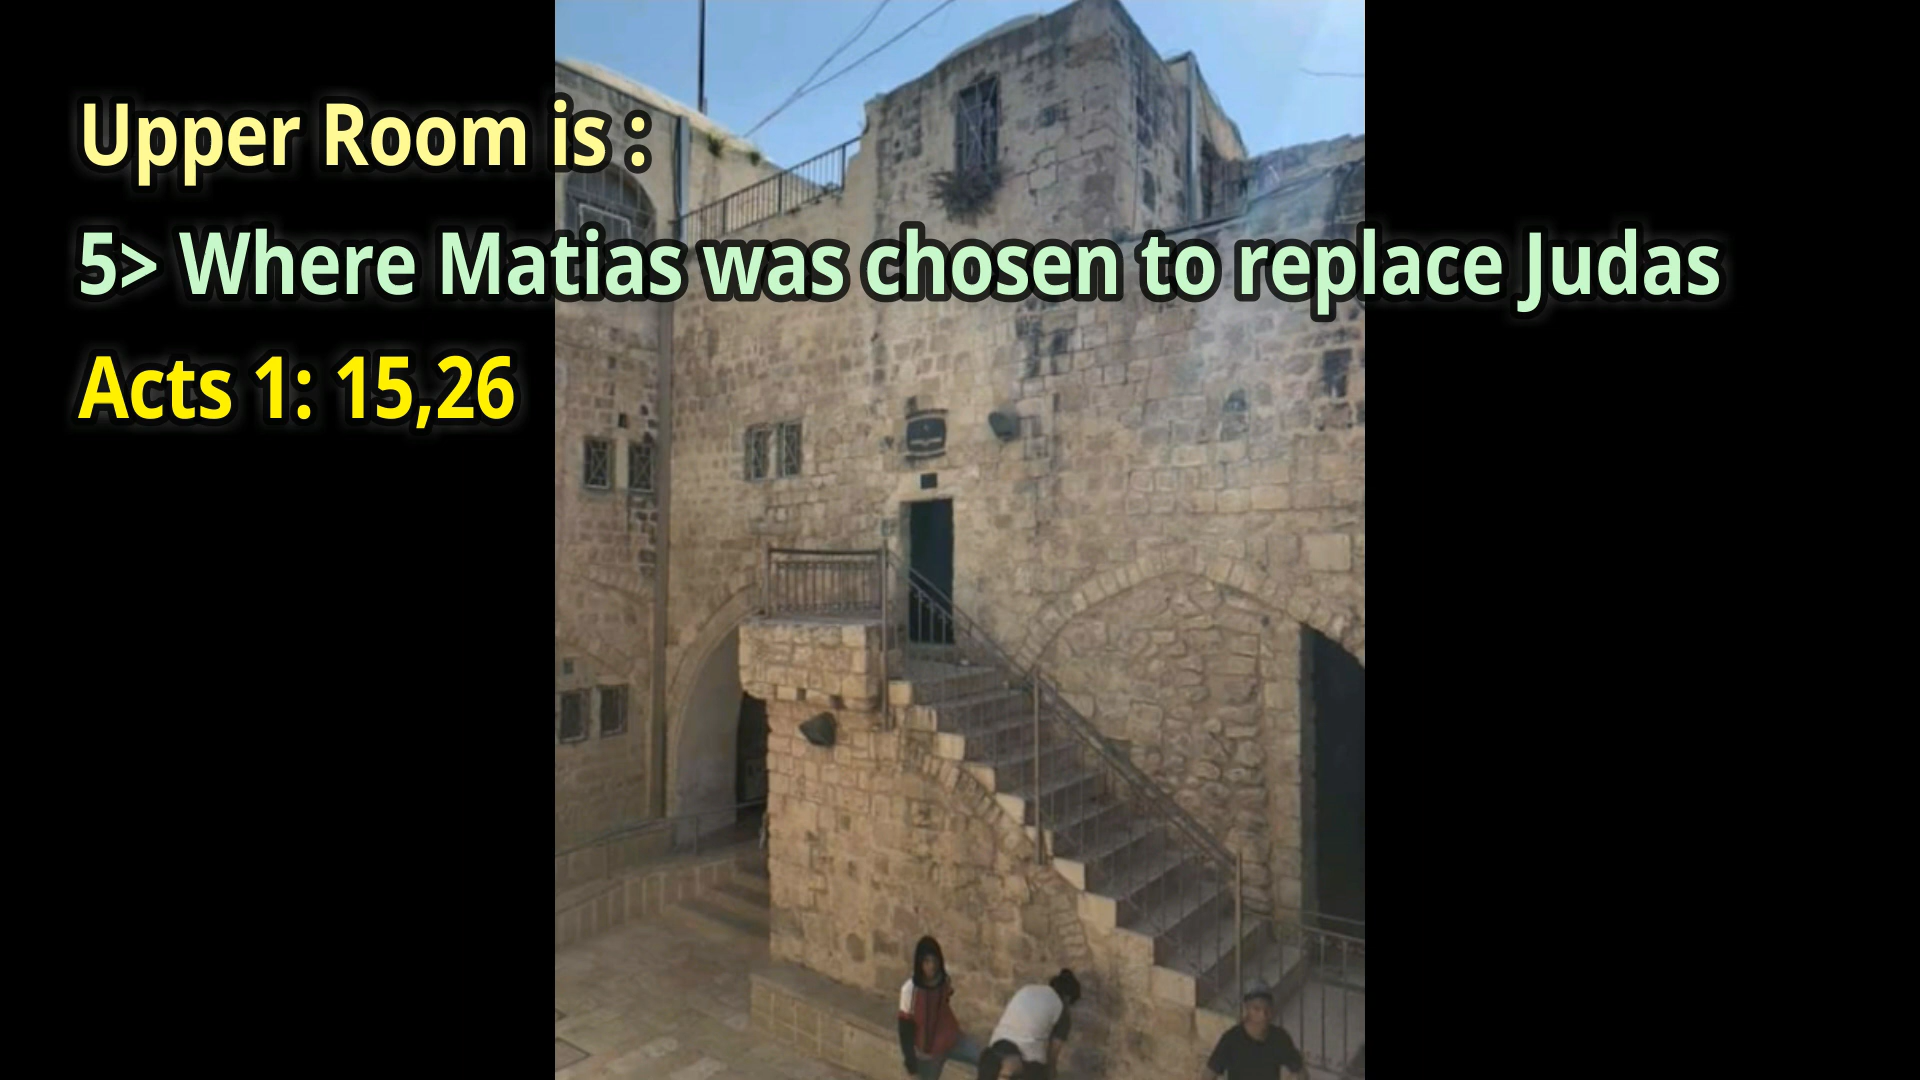 Upper Room is :
5> Where Matias was chosen to replace Judas
Acts 1: 15,26